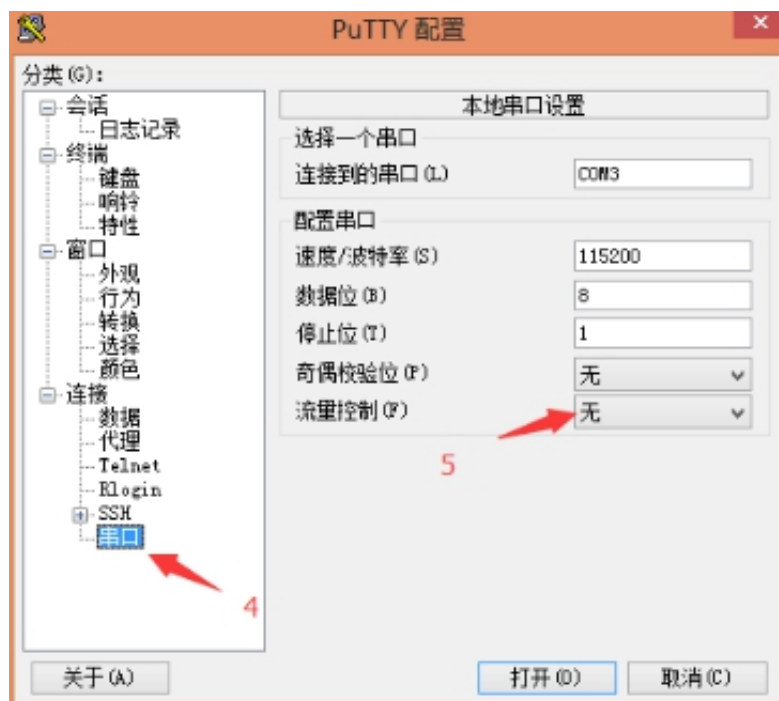 PuTTY 配置
分类(G):
会话
日志记录
终端
键盘
响铃
特性
窗口
外观
行为
转换
选择
颜色
连接
数据
代理
Telnet
Rlogin
SSH
串口
4
本地串口设置
选择一个串口
连接到的串口(L) COM3
配置串口
速度/波特率(S) 115200
数据位(B) 8
停止位(T) 1
奇偶校验位(P) 无
流量控制(F) 无
5
关于(A) 打开(O) 取消(C)